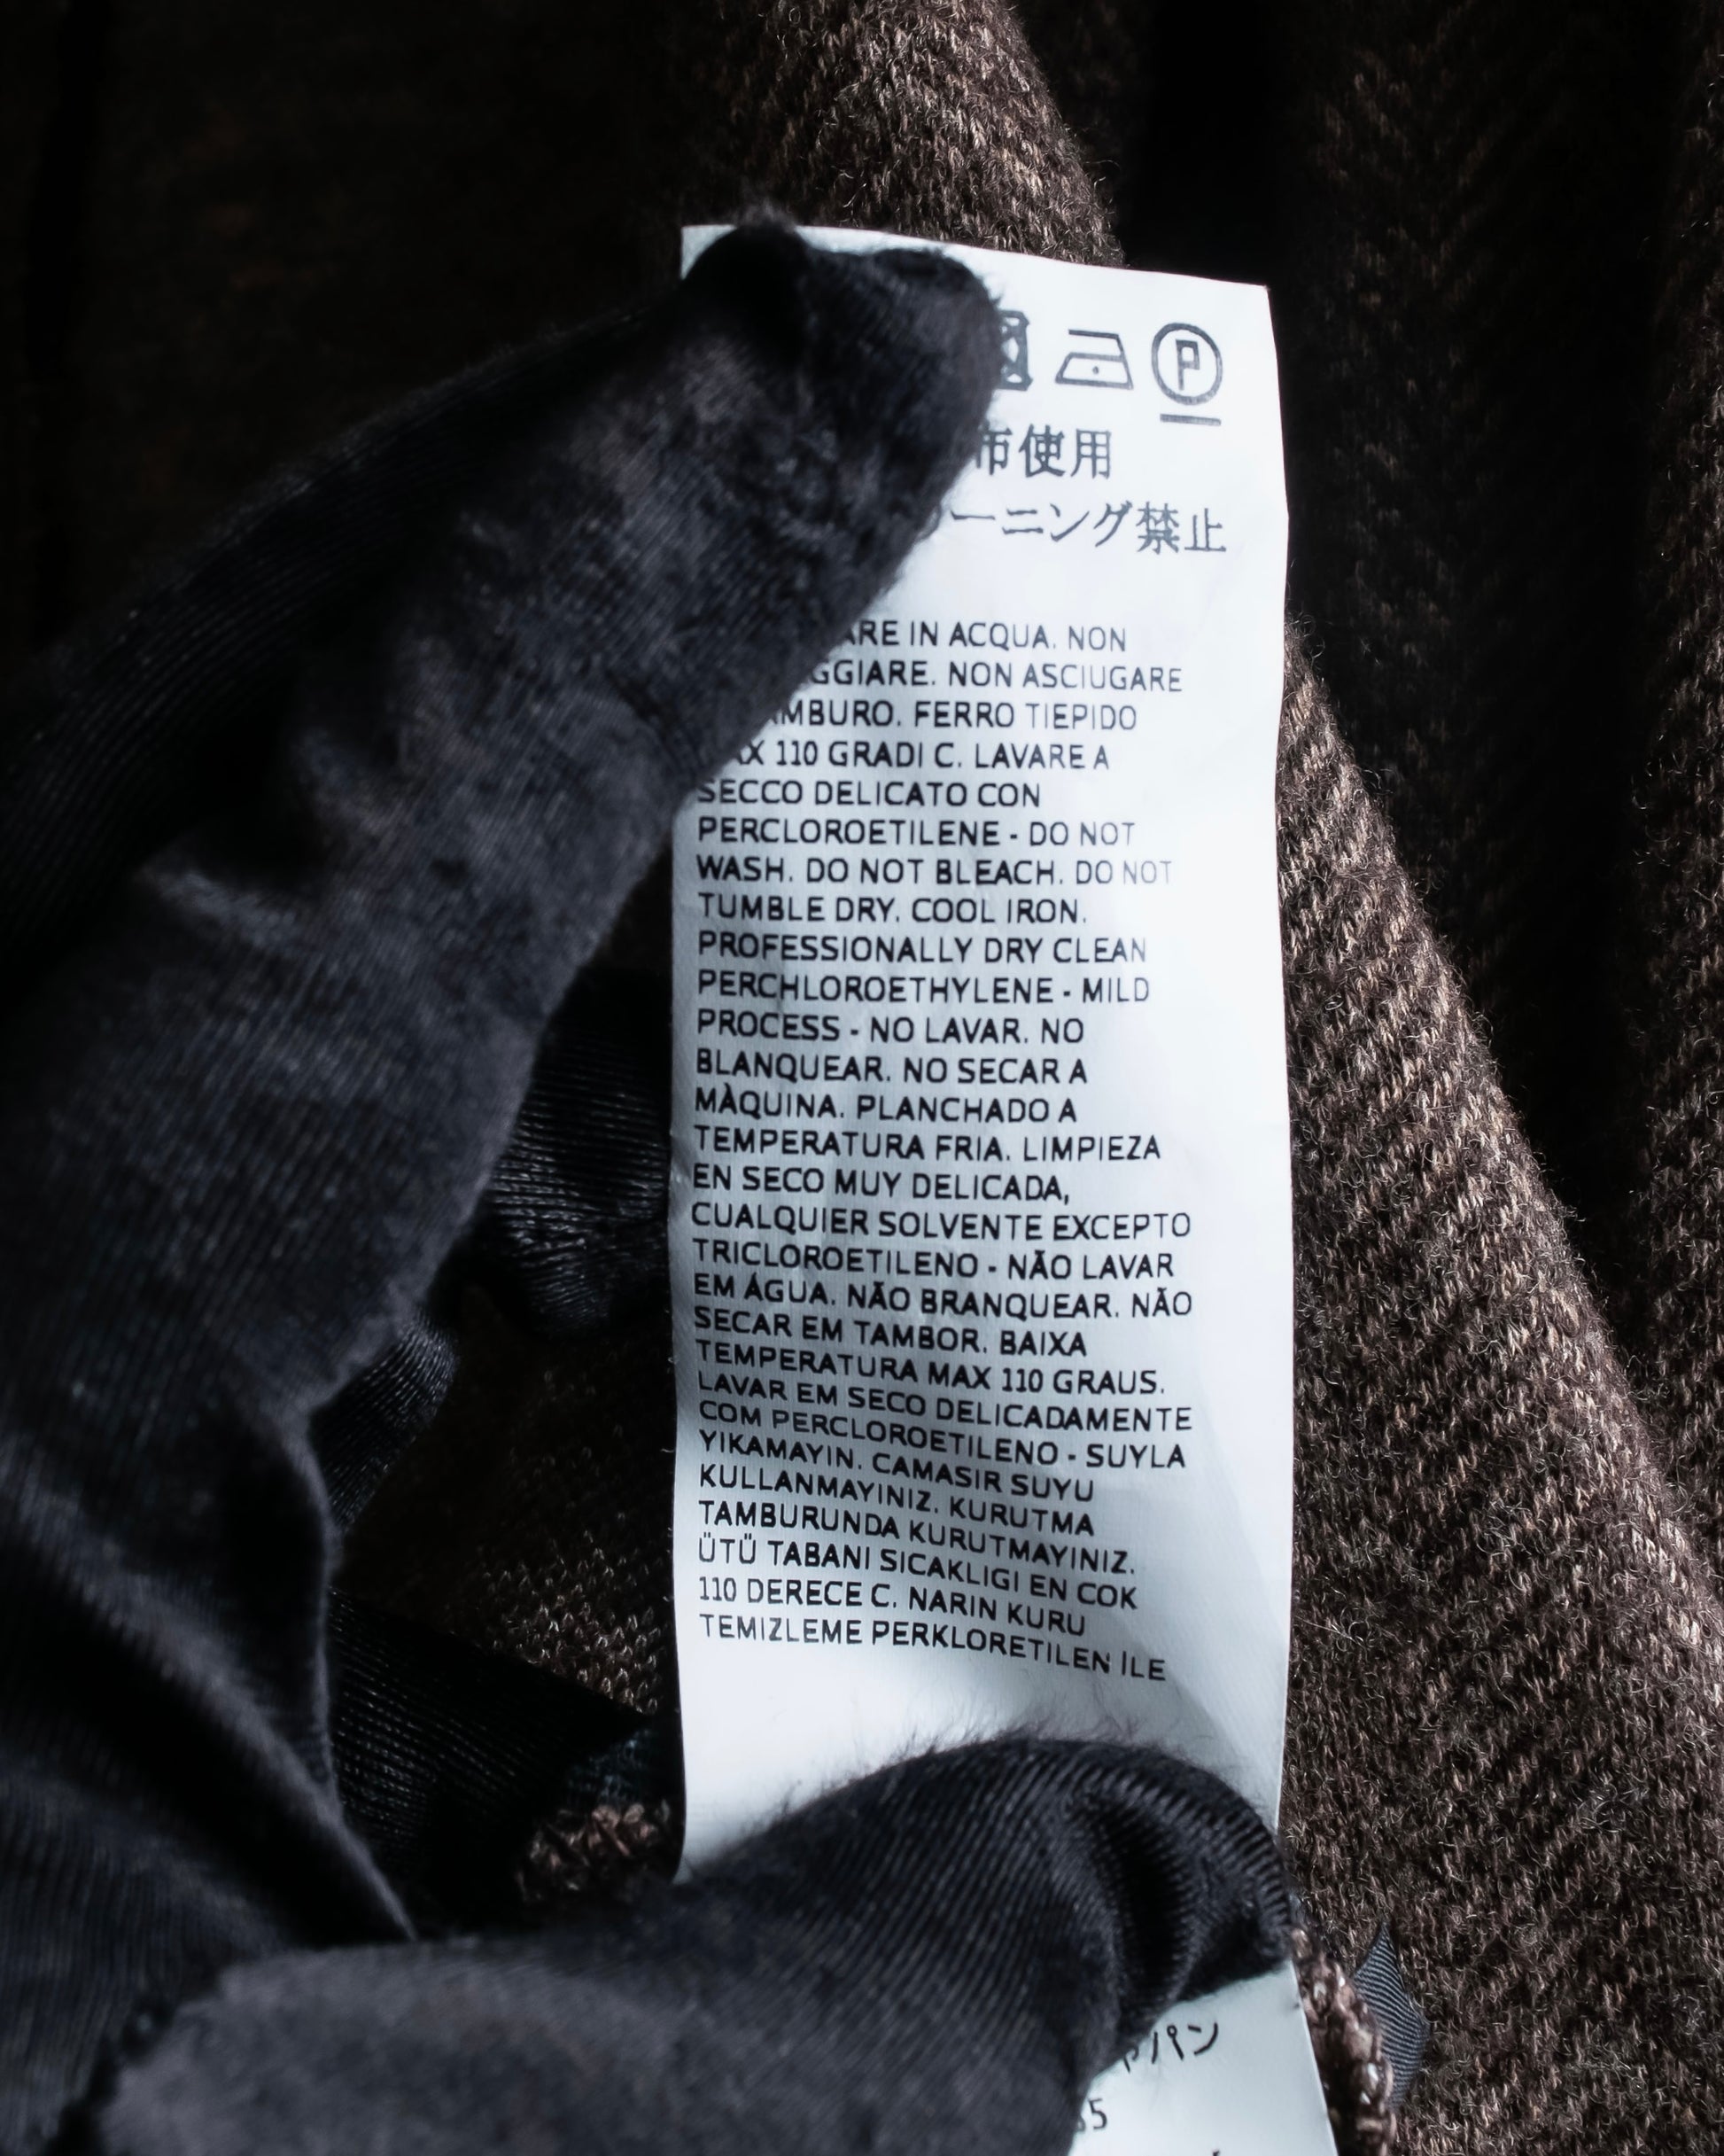 P
布使用
ーニング禁止
IN ACQUA. NON
NON ASCIUGARE
FERRO TIEPIDO
110 GRADI C. LAVARE A
SECCO DELICATO CON
PERCLOROETILENE - DO NOT
WASH. DO NOT BLEACH. DO NOT
TUMBLE DRY. COOL IRON.
PROFESSIONALLY DRY CLEAN
PERCHLOROETHYLENE - MILD
PROCESS - NO LAVAR. NO
BLANQUEAR. NO SECAR A
MÀQUINA. PLANCHADO A
TEMPERATURA FRIA. LIMPIEZA
EN SECO MUY DELICADA,
CUALQUIER SOLVENTE EXCEPTO
TRICLOROETILENO - NÃO LAVAR
EM ÁGUA. NÃO BRANQUEAR. NÃO
SECAR EM TAMBOR. BAIXA
TEMPERATURA MAX 110 GRAUS.
LAVAR EM SECO DELICADAMENTE
COM PERCLOROETILENO - SUYLA
YIKAMAYIN. CAMASIR SUYU
KULLANMAYINIZ. KURUTMA
TAMBURUNDA KURUTMAYINIZ.
ÜTÜ TABANI SICAKLIGI EN COK
110 DERECE C. NARIN KURU
TEMIZLEME PERKLORETILEN İLE
ャパン